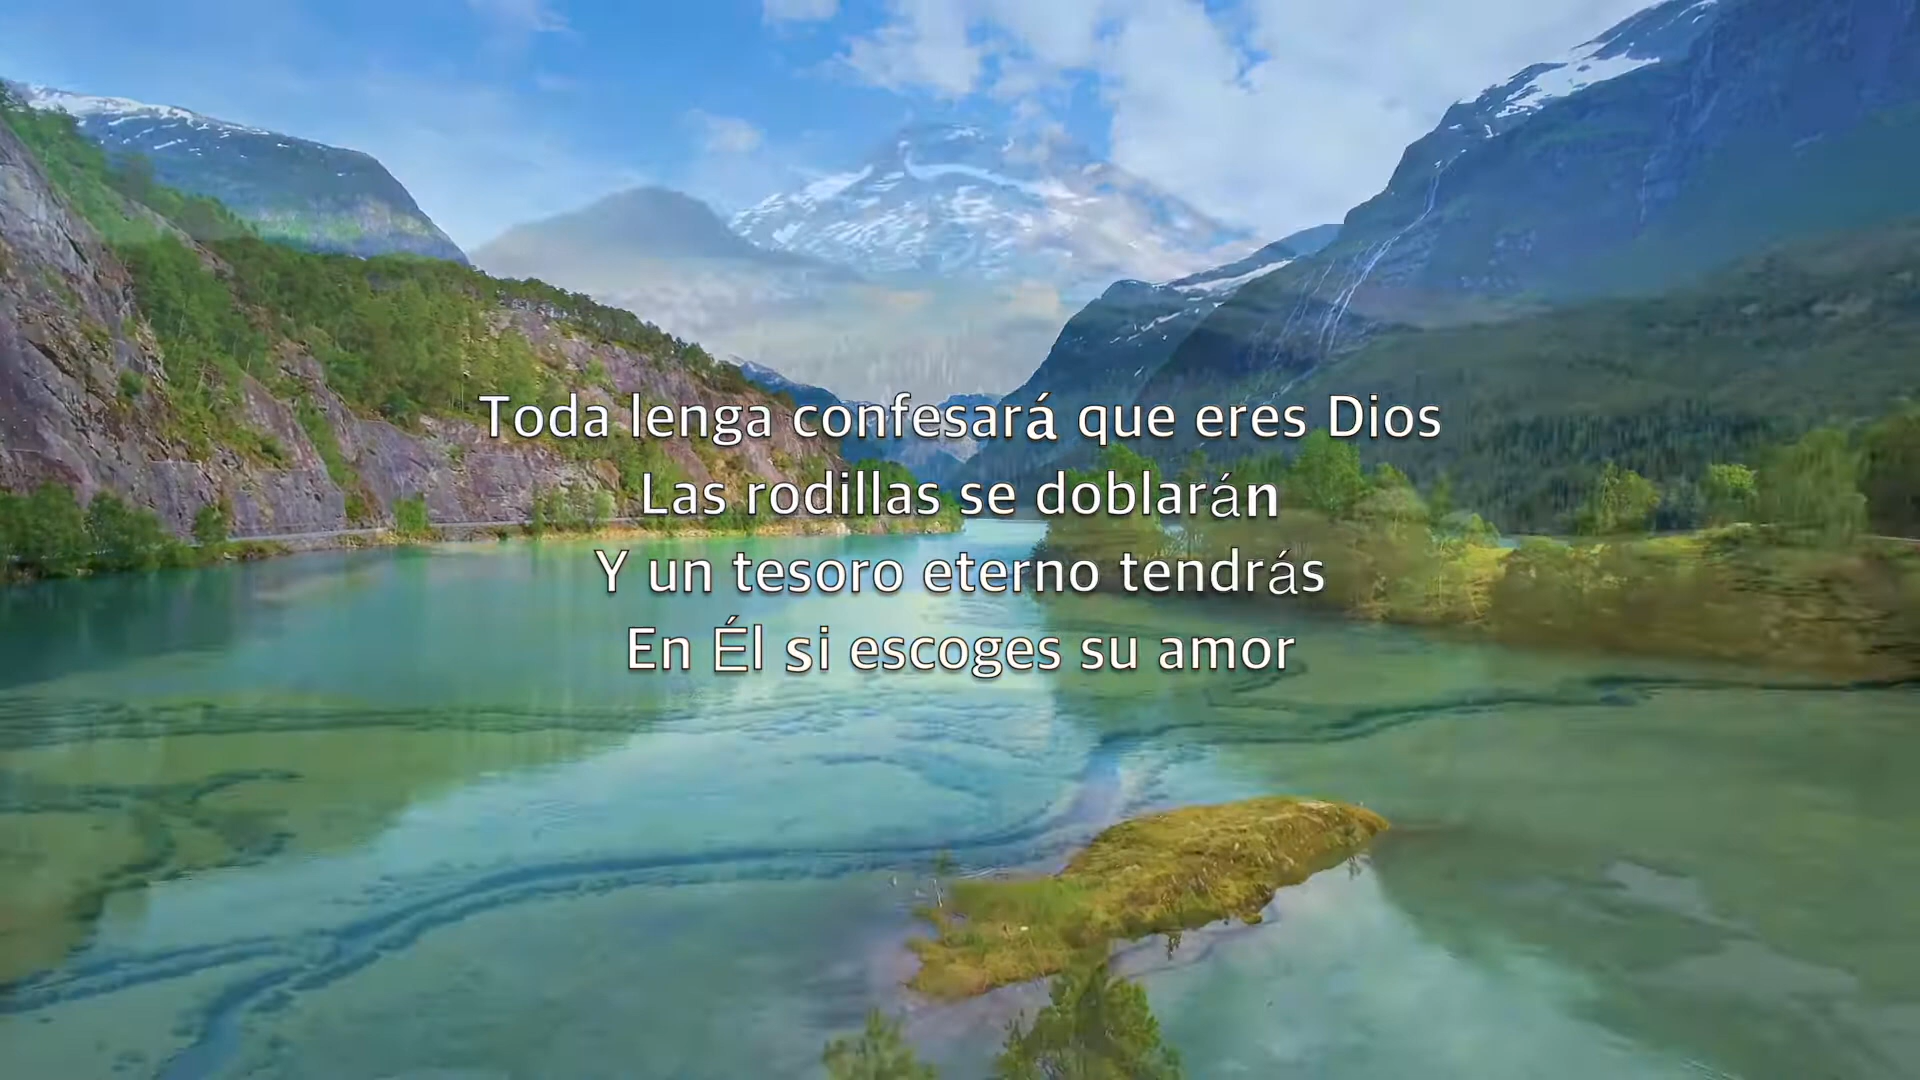 Toda lenga confesará que eres Dios
Las rodillas se doblarán
Y un tesoro eterno tendrás
En Él si escoges su amor